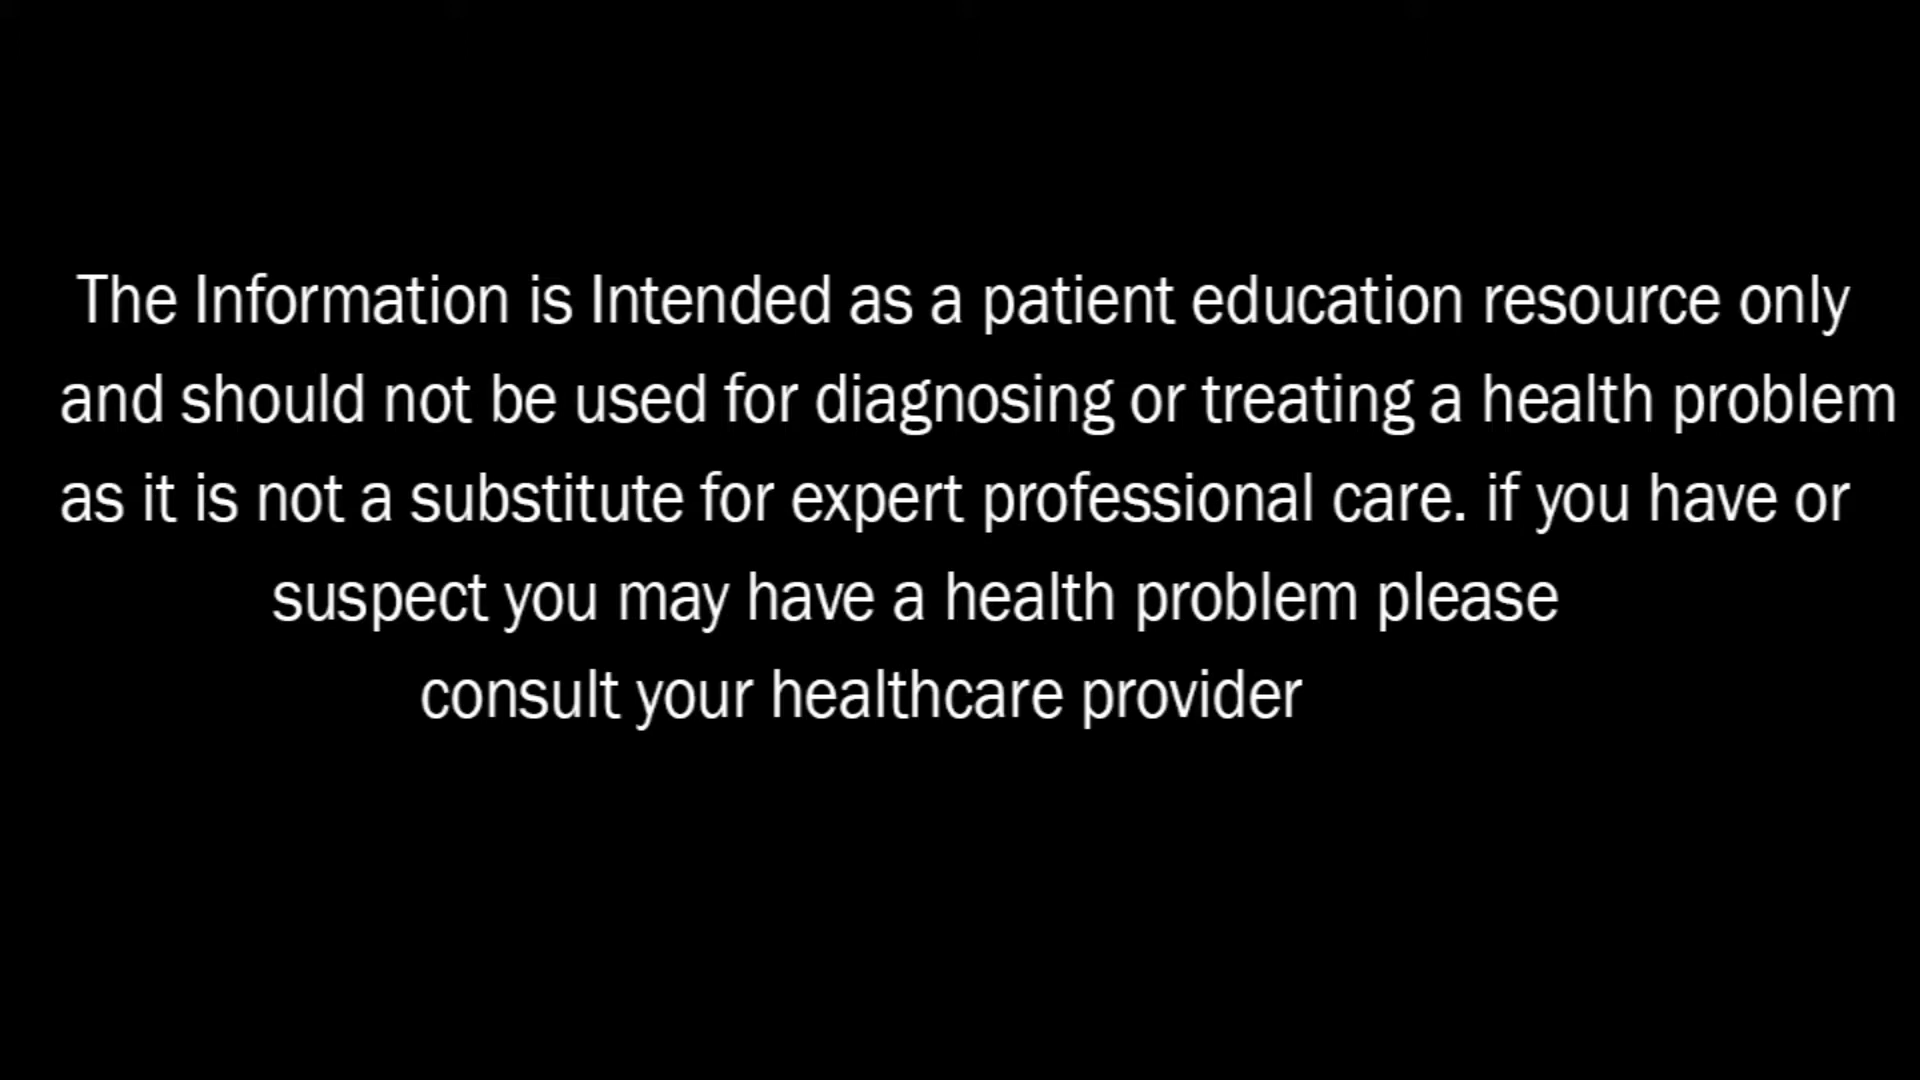 The Information is Intended as a patient education resource only
and should not be used for diagnosing or treating a health problem
as it is not a substitute for expert professional care. if you have or
suspect you may have a health problem please
consult your healthcare provider